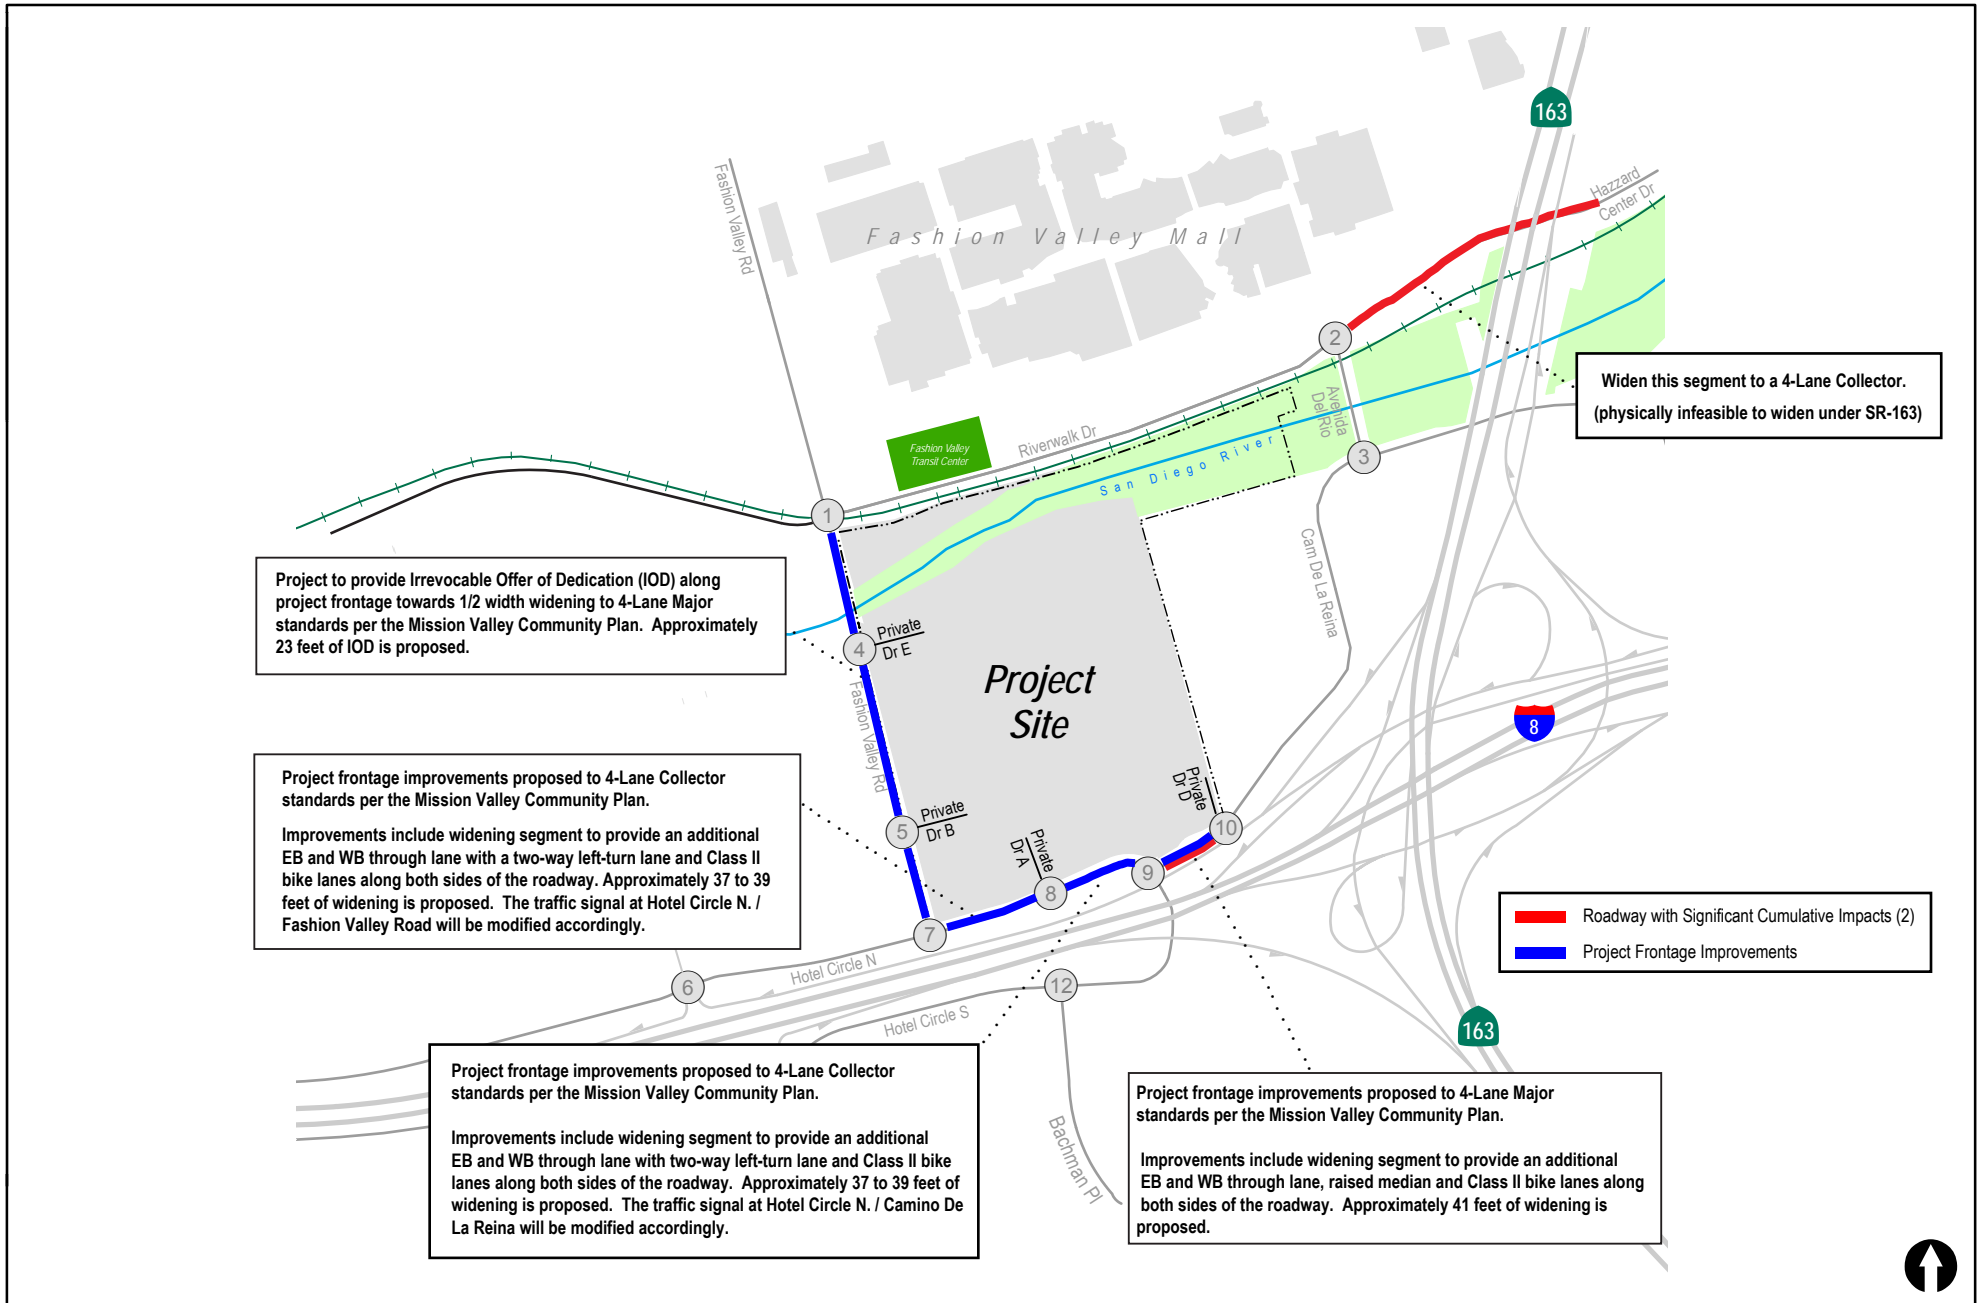 163
Hazzard
Center Dr
Fashion Valley Rd
Fashion Valley Mall
2
Widen this segment to a 4-Lane Collector.
(physically infeasible to widen under SR-163)
Avenida
Del Rio
Riverwalk Dr
Fashion Valley
Transit Center
San Diego River
3
1
Cam De La Reina
Project to provide Irrevocable Offer of Dedication (IOD) along
project frontage towards 1/2 width widening to 4-Lane Major
standards per the Mission Valley Community Plan. Approximately
23 feet of IOD is proposed.
4
Private
Dr E
Project
Site
Fashion Valley Rd
8
Project frontage improvements proposed to 4-Lane Collector
standards per the Mission Valley Community Plan.
Improvements include widening segment to provide an additional
EB and WB through lane with a two-way left-turn lane and Class II
bike lanes along both sides of the roadway. Approximately 37 to 39
feet of widening is proposed. The traffic signal at Hotel Circle N. /
Fashion Valley Road will be modified accordingly.
5
Private
Dr B
Private
Dr A
Private
Dr D
10
9
8
7
Roadway with Significant Cumulative Impacts (2)
Project Frontage Improvements
Hotel Circle N
6
12
Hotel Circle S
163
Bachman Pl
Project frontage improvements proposed to 4-Lane Collector
standards per the Mission Valley Community Plan.
Improvements include widening segment to provide an additional
EB and WB through lane with two-way left-turn lane and Class II bike
lanes along both sides of the roadway. Approximately 37 to 39 feet of
widening is proposed. The traffic signal at Hotel Circle N. / Camino De
La Reina will be modified accordingly.
Project frontage improvements proposed to 4-Lane Major
standards per the Mission Valley Community Plan.
Improvements include widening segment to provide an additional
EB and WB through lane, raised median and Class II bike lanes along
both sides of the roadway. Approximately 41 feet of widening is
proposed.